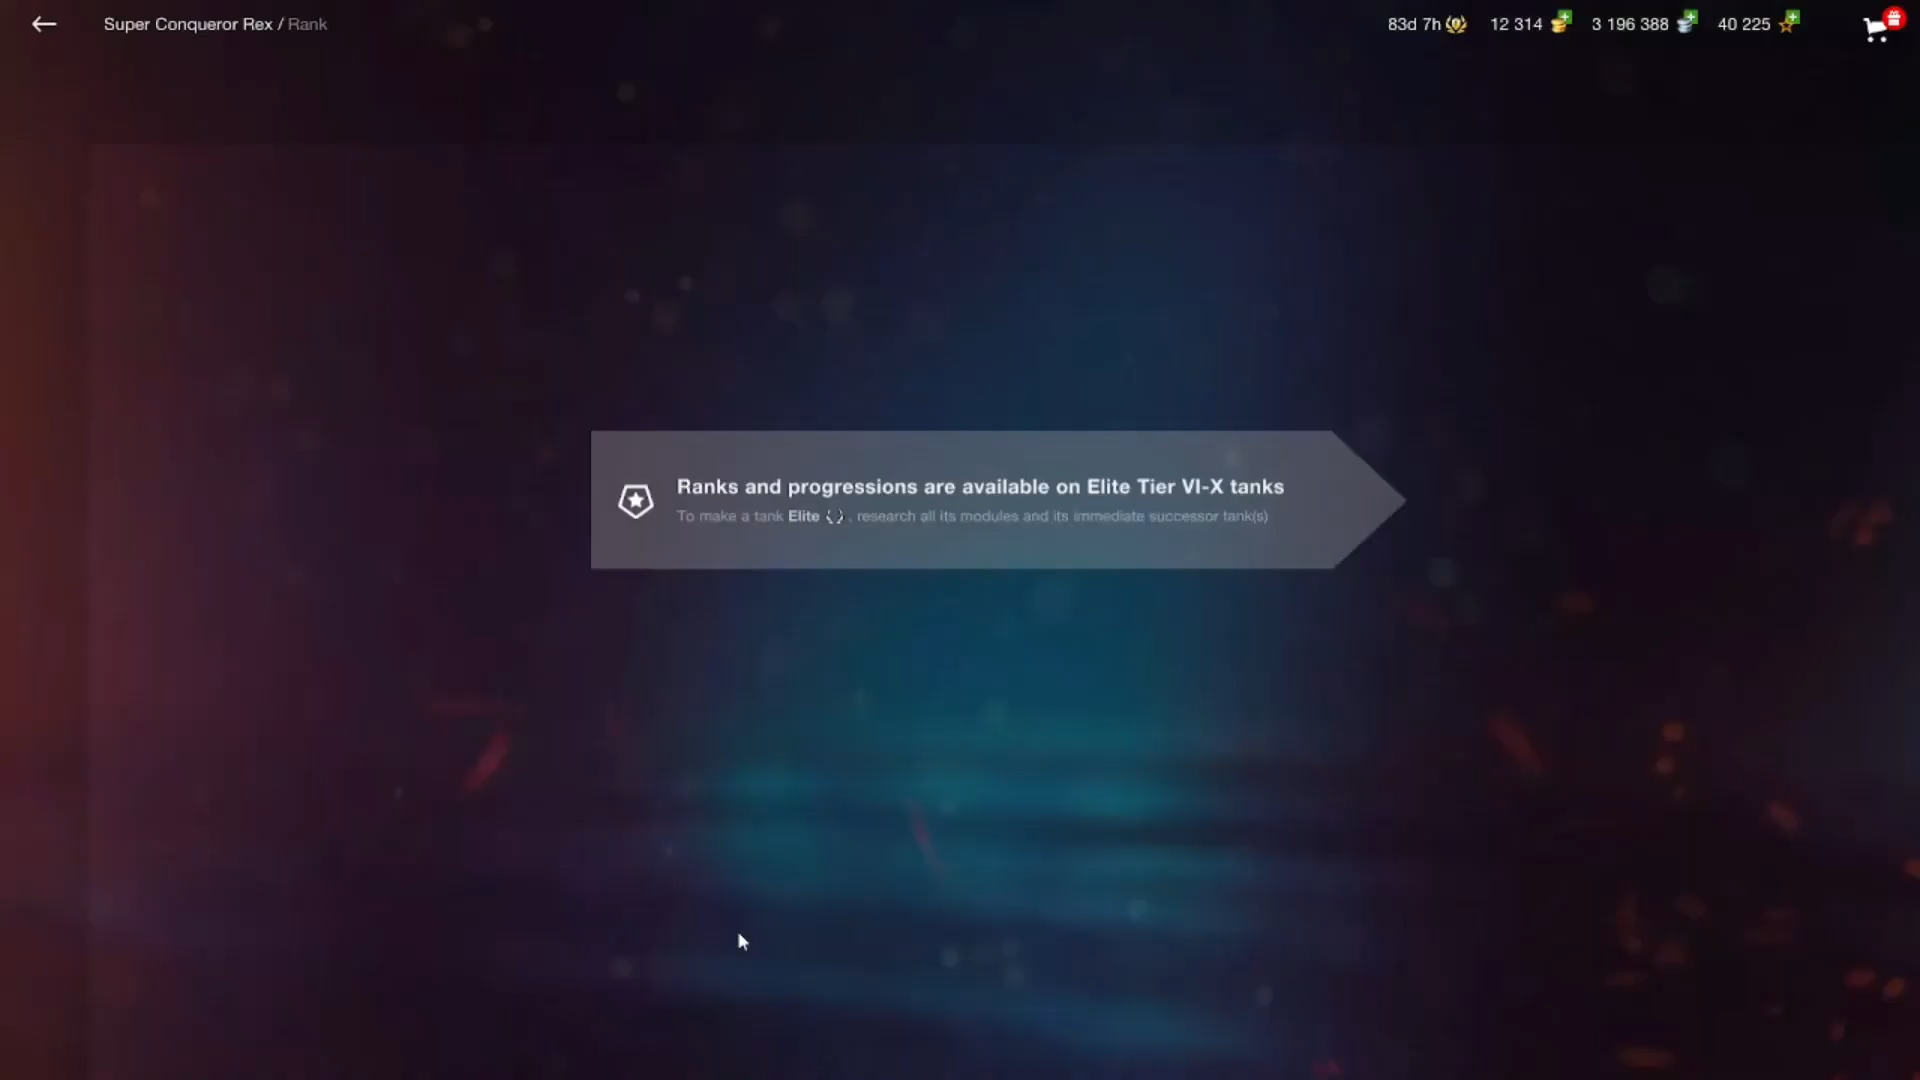 Super Conqueror Rex / Rank
83d 7h 12 314 3 196 388 40 225
Ranks and progressions are available on Elite Tier VI-X tanks
To make a tank Elite , research all its modules and its immediate successor tank(s)